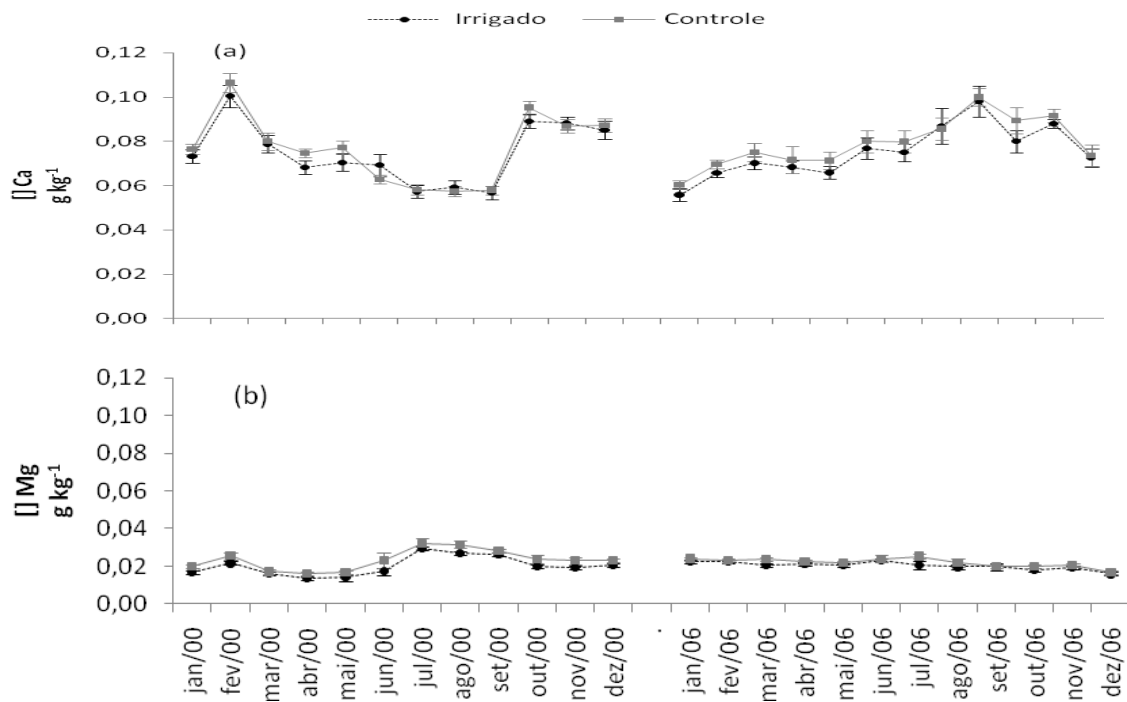 Irrigado Controle
(a)
0,12
0,10
0,08
0,06
0,04
0,02
0,00
[]Ca
g kg-1
(b)
0,12
0,10
0,08
0,06
0,04
0,02
0,00
[] Mg
g kg-1
jan/00
fev/00
mar/00
abr/00
mai/00
jun/00
jul/00
ago/00
set/00
out/00
nov/00
dez/00
.
jan/06
fev/06
mar/06
abr/06
mai/06
jun/06
jul/06
ago/06
set/06
out/06
nov/06
dez/06